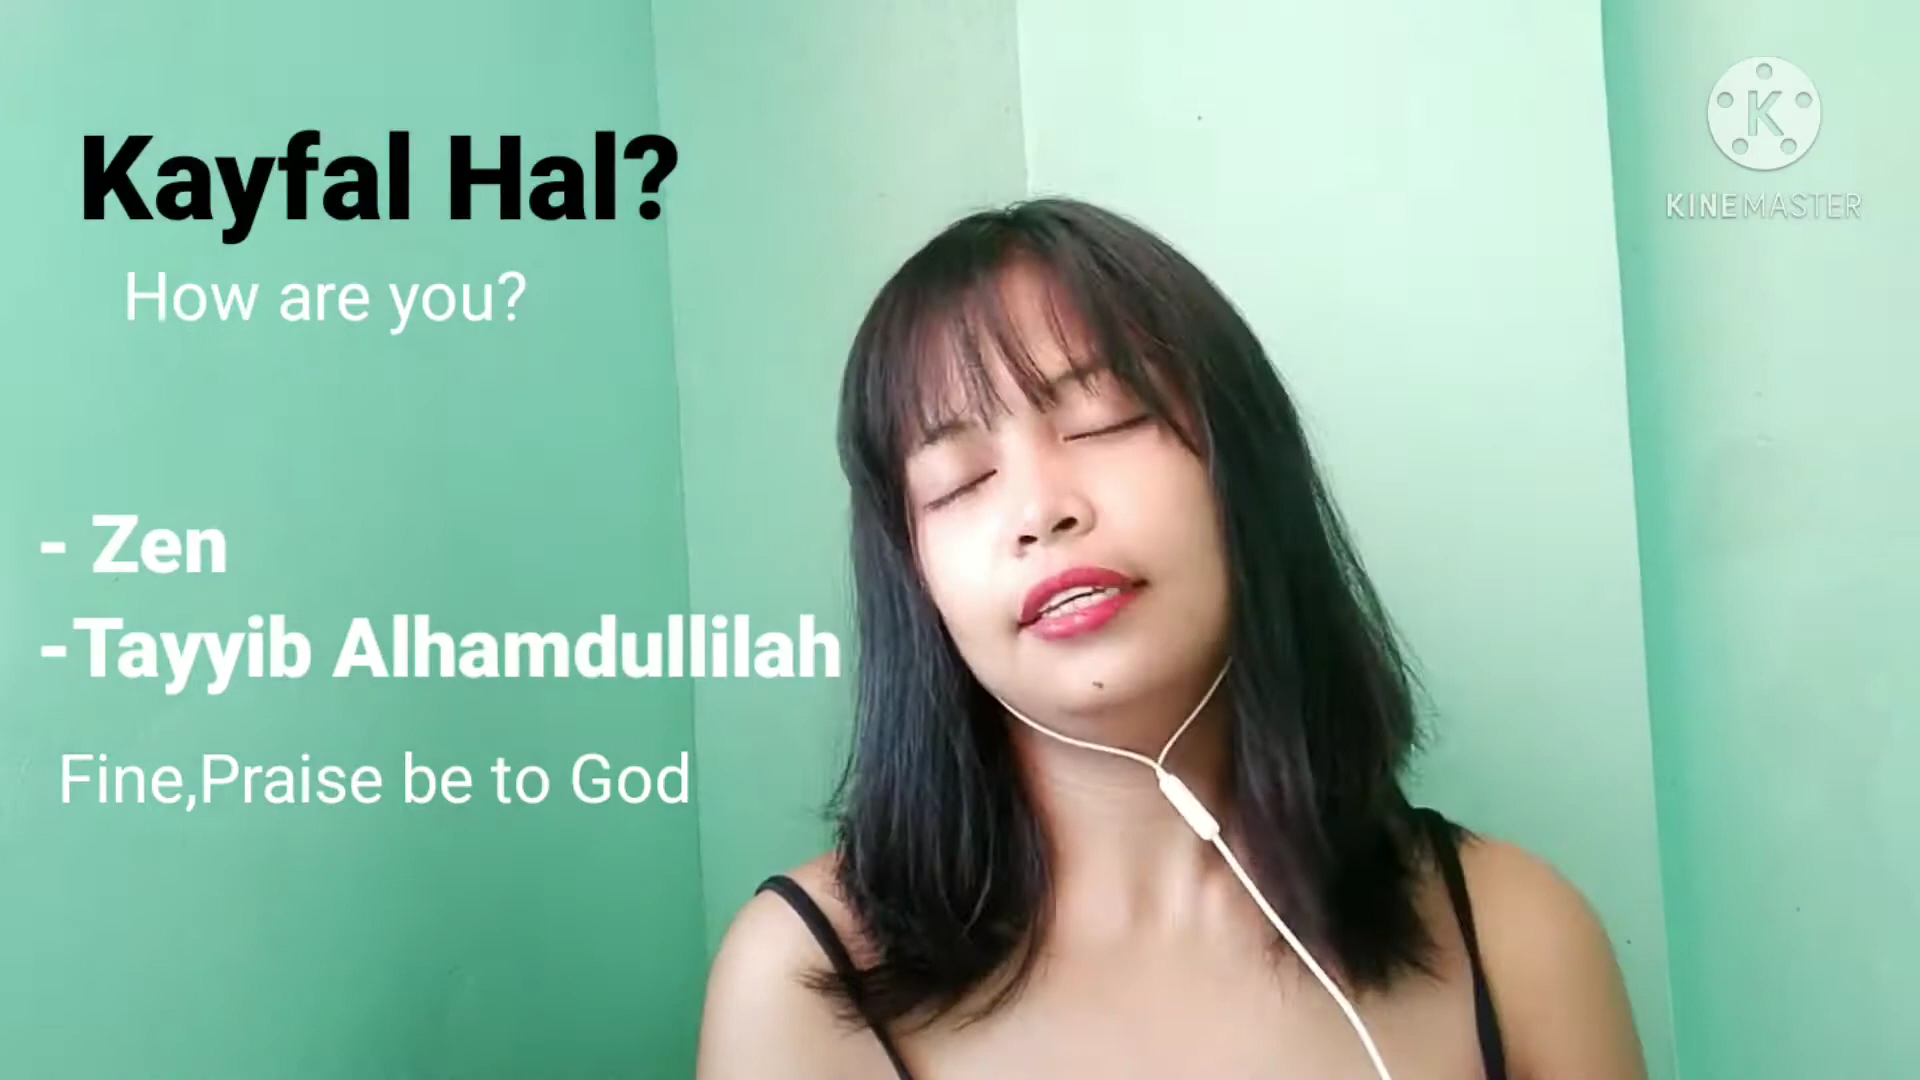 Kayfal Hal?
How are you?
- Zen
-Tayyib Alhamdullilah
Fine,Praise be to God
K
KINEMASTER